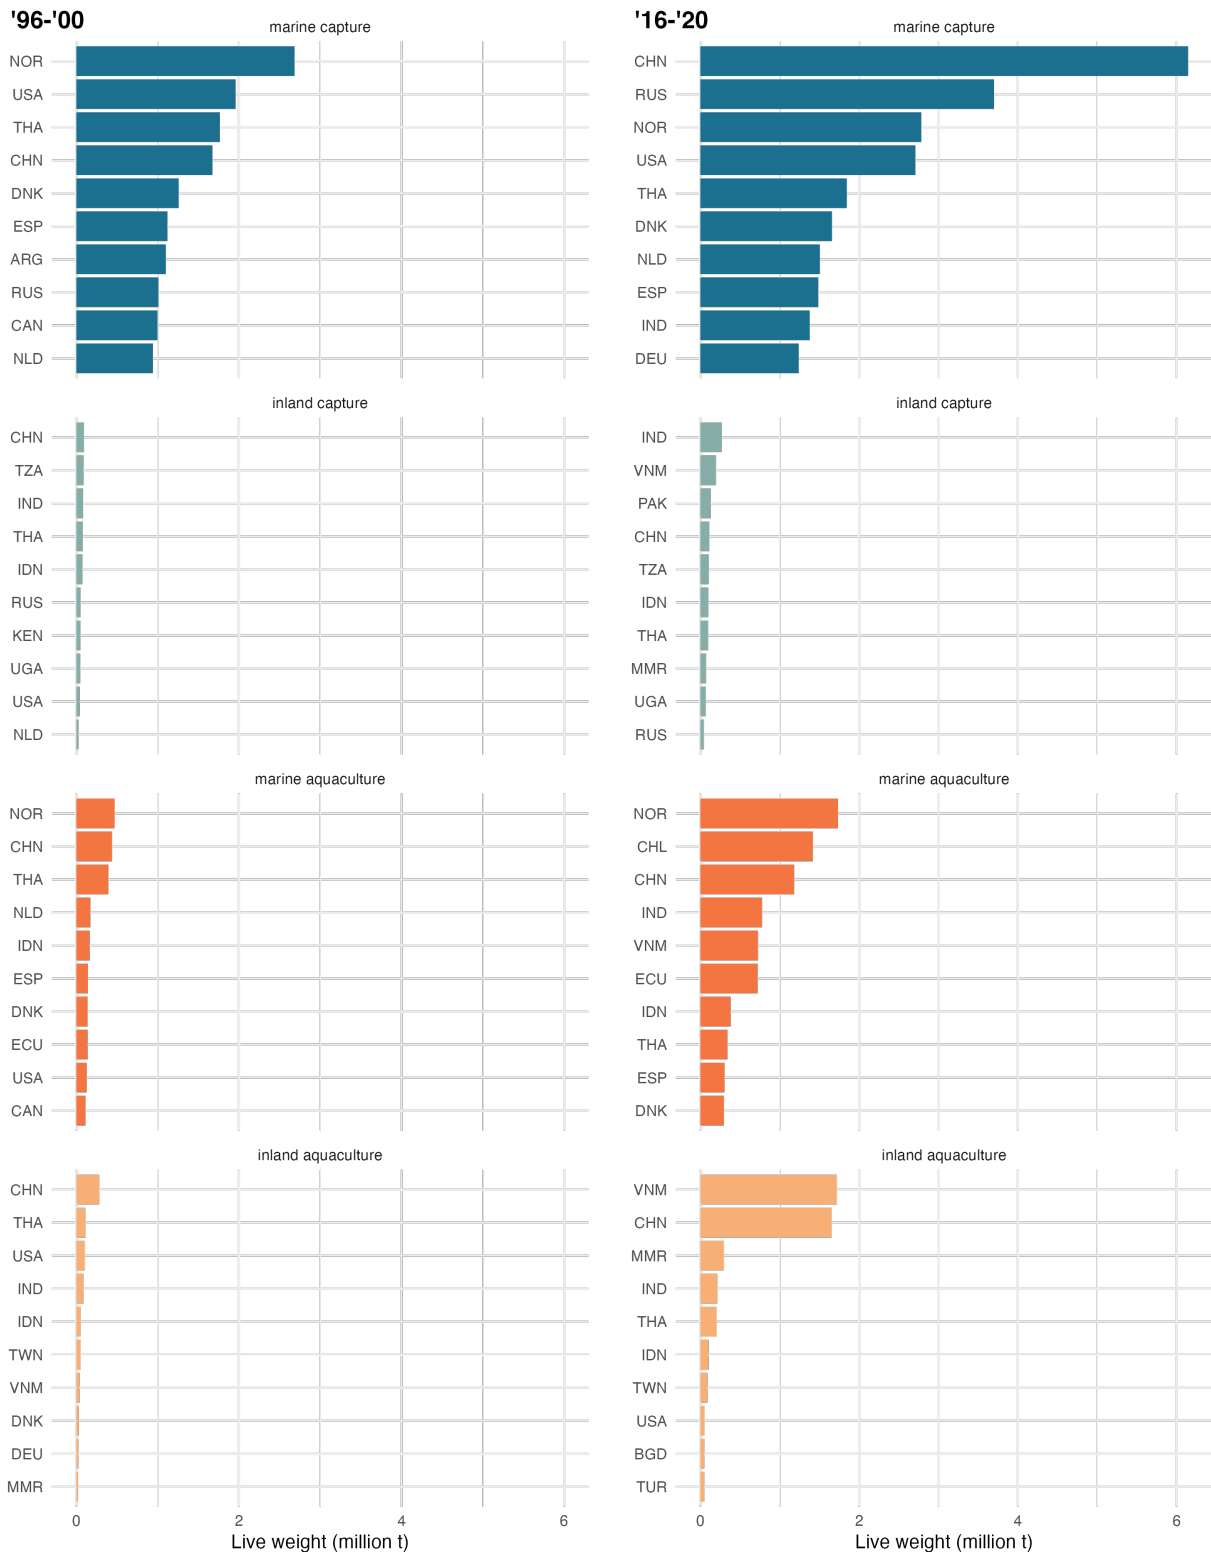 '96-'00
marine capture
NOR
USA
THA
CHN
DNK
ESP
ARG
RUS
CAN
NLD
inland capture
CHN
TZA
IND
THA
IDN
RUS
KEN
UGA
USA
NLD
marine aquaculture
NOR
CHN
THA
NLD
IDN
ESP
DNK
ECU
USA
CAN
inland aquaculture
CHN
THA
USA
IND
IDN
TWN
VNM
DNK
DEU
MMR
0 2 4 6
Live weight (million t)
'16-'20
marine capture
CHN
RUS
NOR
USA
THA
DNK
NLD
ESP
IND
DEU
inland capture
IND
VNM
PAK
CHN
TZA
IDN
THA
MMR
UGA
RUS
marine aquaculture
NOR
CHL
CHN
IND
VNM
ECU
IDN
THA
ESP
DNK
inland aquaculture
VNM
CHN
MMR
IND
THA
IDN
TWN
USA
BGD
TUR
0 2 4 6
Live weight (million t)